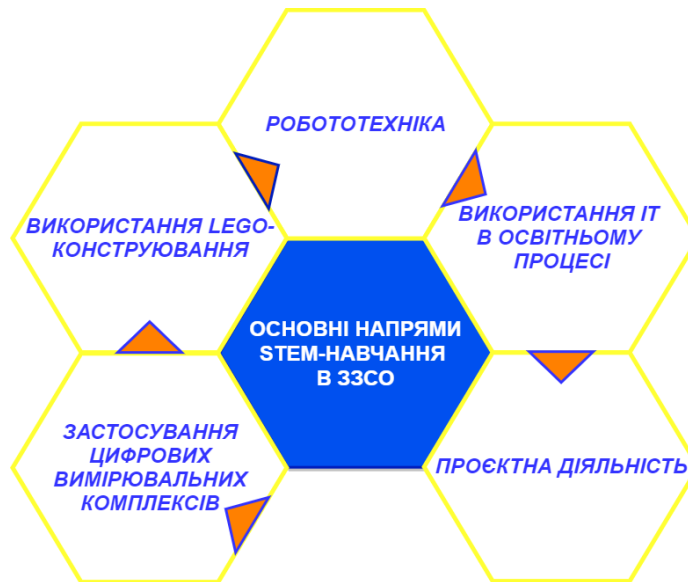 РОБОТОТЕХНІКА
ВИКОРИСТАННЯ LEGO-
КОНСТРУЮВАННЯ
ВИКОРИСТАННЯ ІТ
В ОСВІТНЬОМУ
ПРОЦЕСІ
ОСНОВНІ НАПРЯМИ
STEM-НАВЧАННЯ
В ЗЗСО
ЗАСТОСУВАННЯ
ЦИФРОВИХ
ВИМІРЮВАЛЬНИХ
КОМПЛЕКСІВ
ПРОЄКТНА ДІЯЛЬНІСТЬ